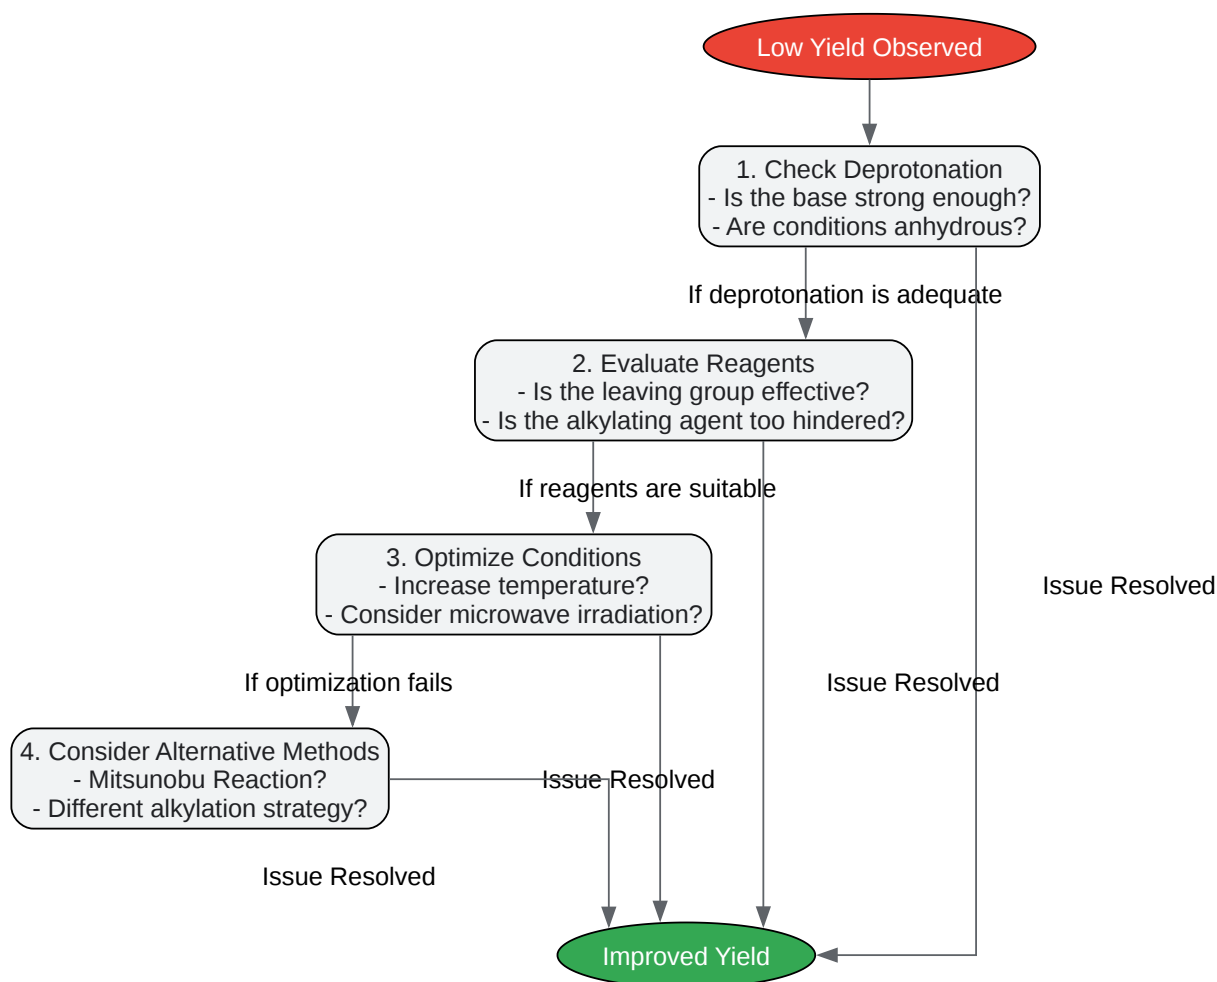 Low Yield Observed
1. Check Deprotonation
- Is the base strong enough?
- Are conditions anhydrous?
If deprotonation is adequate
2. Evaluate Reagents
- Is the leaving group effective?
- Is the alkylating agent too hindered?
If reagents are suitable
3. Optimize Conditions
- Increase temperature?
- Consider microwave irradiation?
Issue Resolved
If optimization fails
Issue Resolved
4. Consider Alternative Methods
- Mitsunobu Reaction?
- Different alkylation strategy?
Issue Resolved
Issue Resolved
Improved Yield